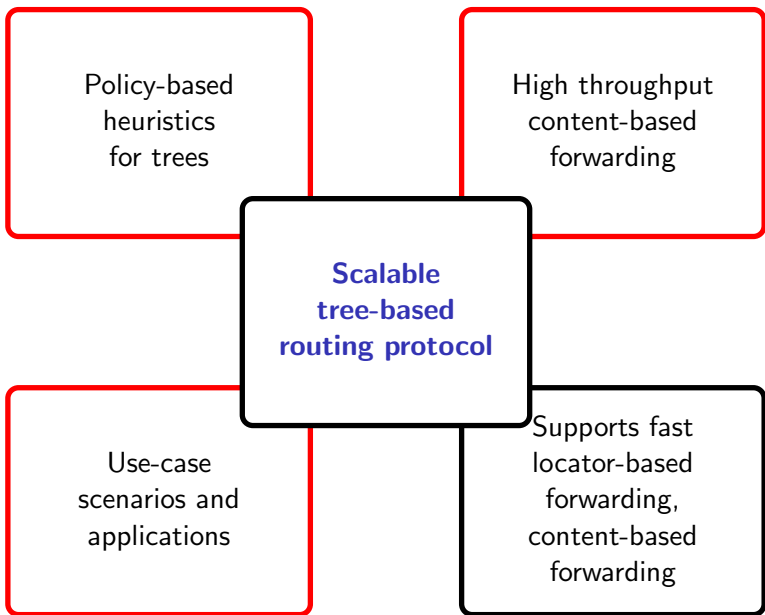 Policy-based
heuristics
for trees
High throughput
content-based
forwarding
Scalable
tree-based
routing protocol
Use-case
scenarios and
applications
Supports fast
locator-based
forwarding,
content-based
forwarding